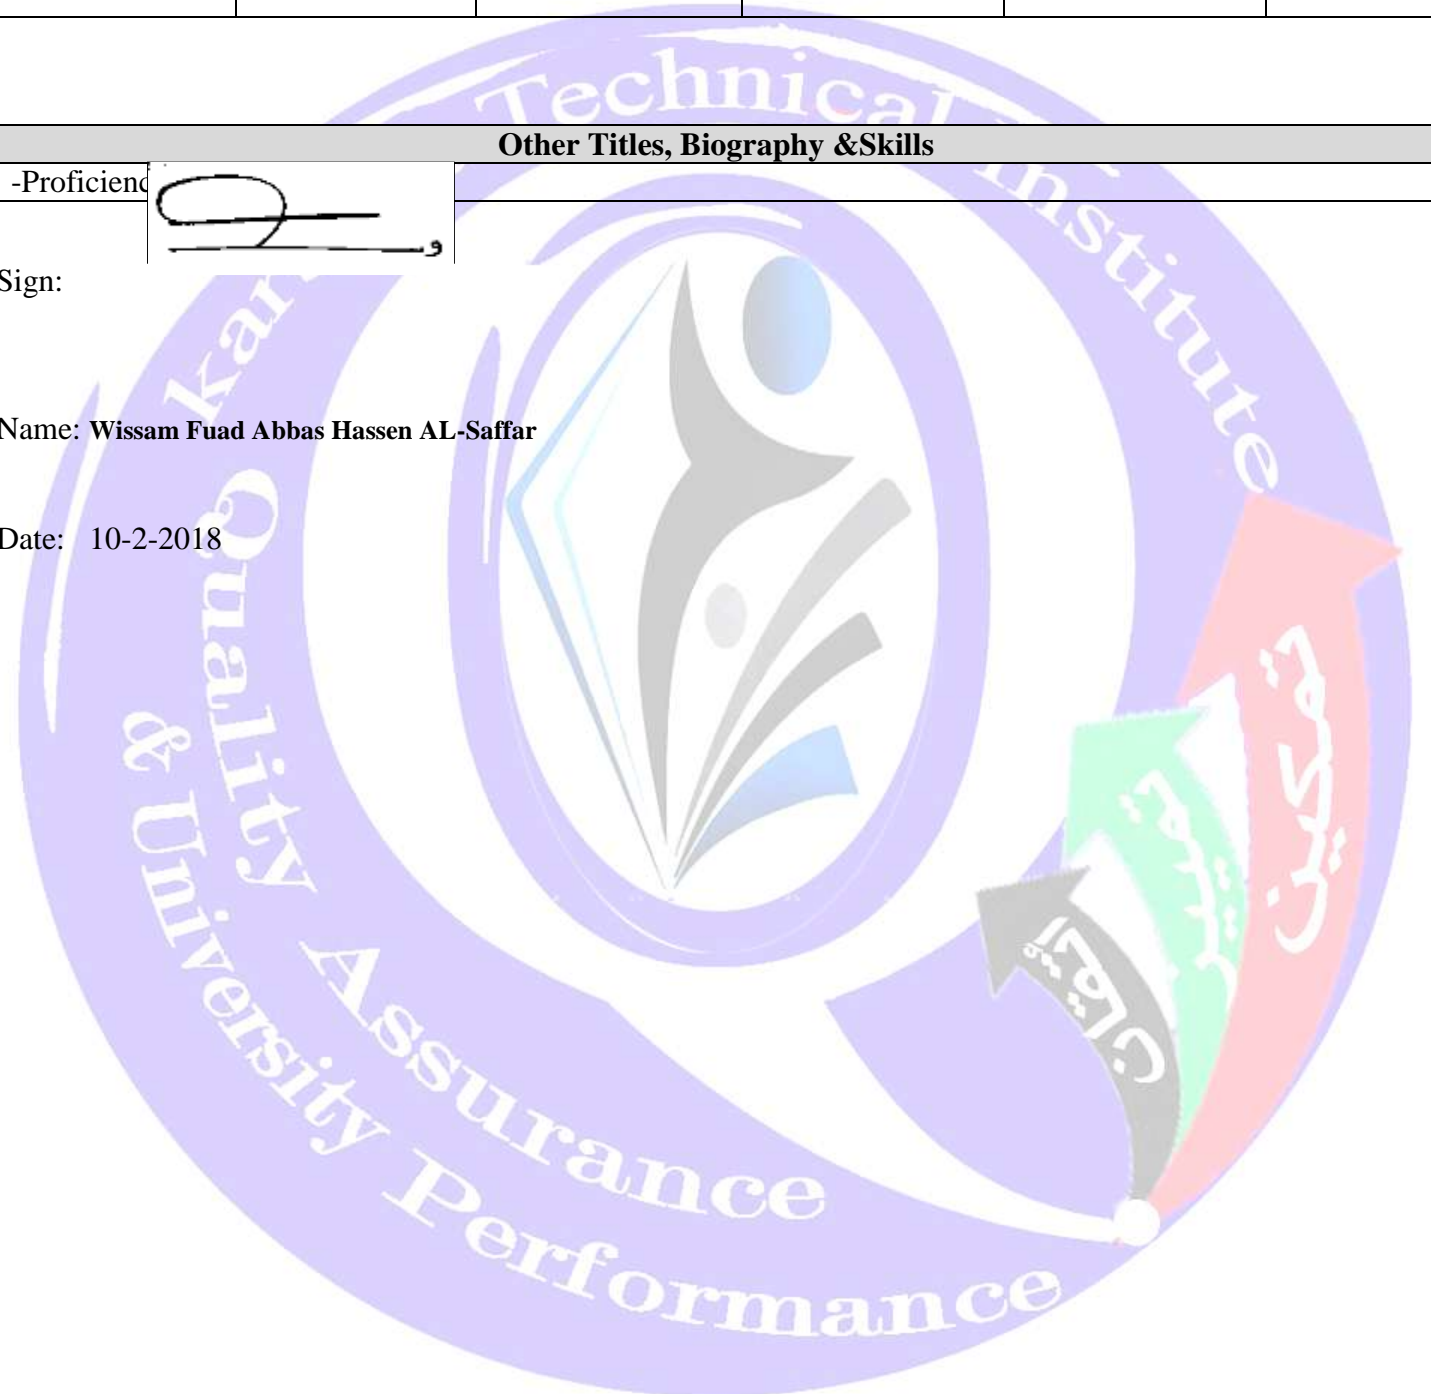 Other Titles, Biography &Skills
-Proficienc
Sign:
Name: Wissam Fuad Abbas Hassen AL-Saffar
Date: 10-2-2018
Technical Institute
Quality Assurance
& University Performance